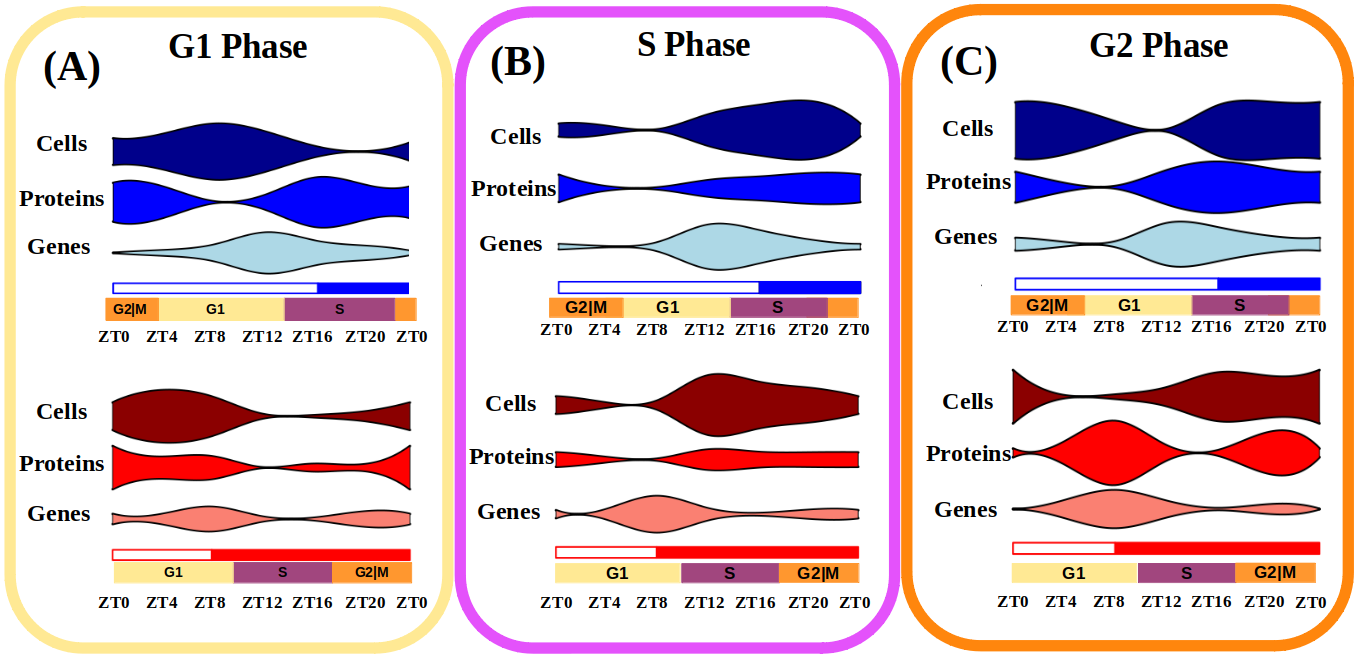 (A)
G1 Phase
Cells
Proteins
Genes
G2|M G1 S
ZT0 ZT4 ZT8 ZT12 ZT16 ZT20 ZT0
Cells
Proteins
Genes
G1 S G2|M
ZT0 ZT4 ZT8 ZT12 ZT16 ZT20 ZT0
(B)
S Phase
Cells
Proteins
Genes
G2|M G1 S
ZT0 ZT4 ZT8 ZT12 ZT16 ZT20 ZT0
Cells
Proteins
Genes
G1 S G2|M
ZT0 ZT4 ZT8 ZT12 ZT16 ZT20 ZT0
(C)
G2 Phase
Cells
Proteins
Genes
G2|M G1 S
ZT0 ZT4 ZT8 ZT12 ZT16 ZT20 ZT0
Cells
Proteins
Genes
G1 S G2|M
ZT0 ZT4 ZT8 ZT12 ZT16 ZT20 ZT0